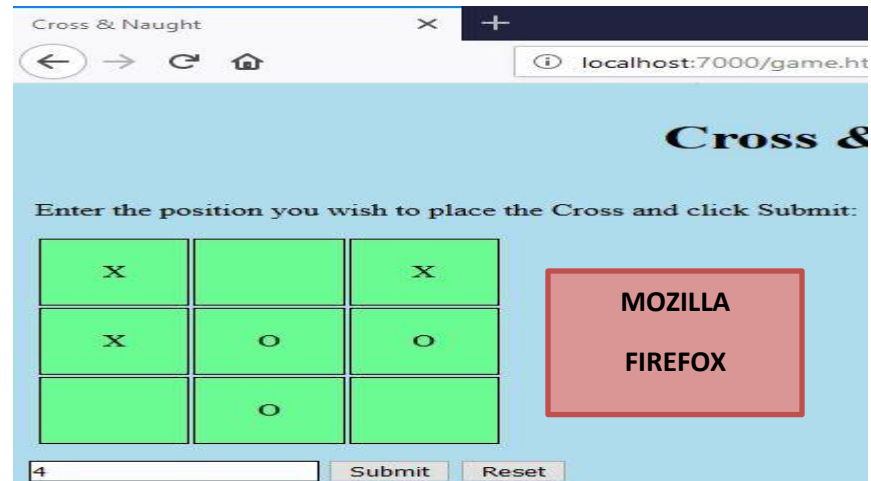 Cross & Naught
localhost:7000/game.ht
Cross &
Enter the position you wish to place the Cross and click Submit:
X X
X O O
O
MOZILLA
FIREFOX
4 Submit Reset